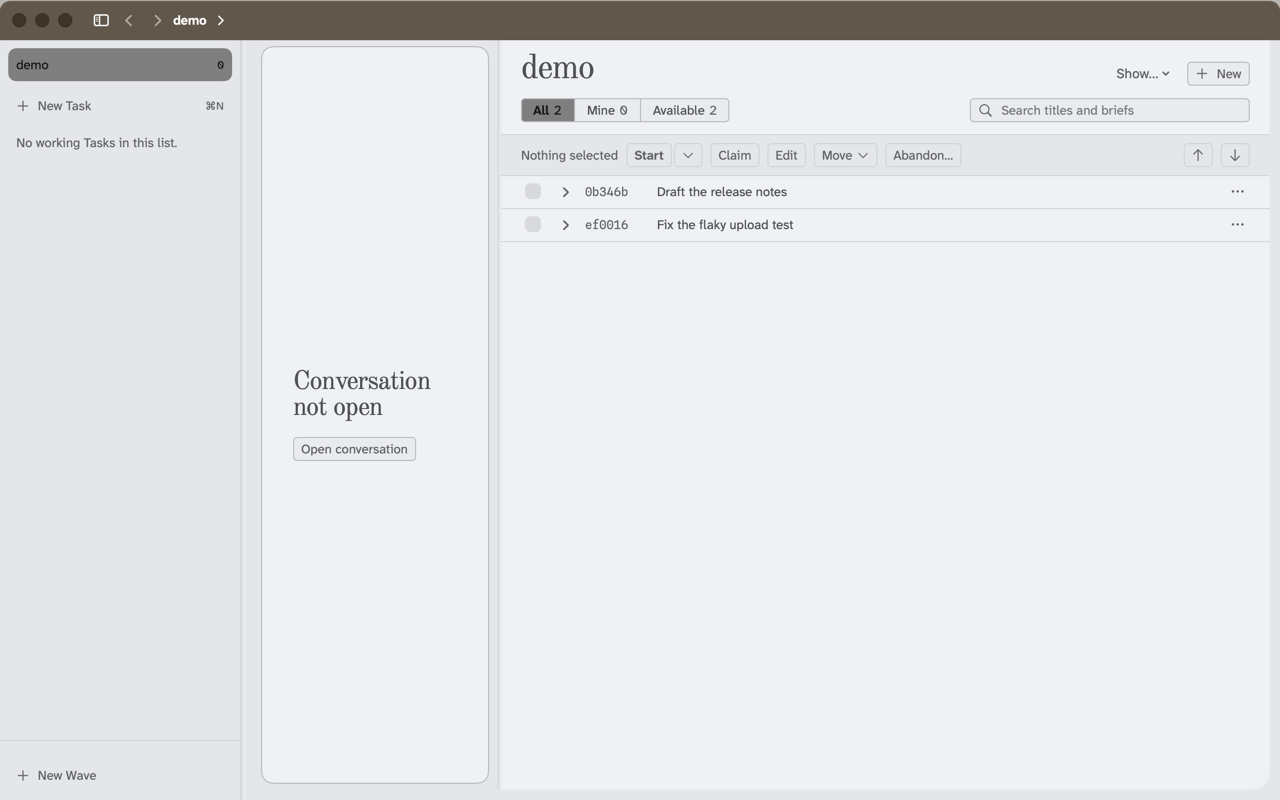 demo
demo 0
New Task ⌘N
No working Tasks in this list.
New Wave
Conversation
not open
Open conversation
demo
Show...
New
All 2 Mine 0 Available 2
Search titles and briefs
Nothing selected Start Claim Edit Move Abandon...
0b346b Draft the release notes
ef0016 Fix the flaky upload test